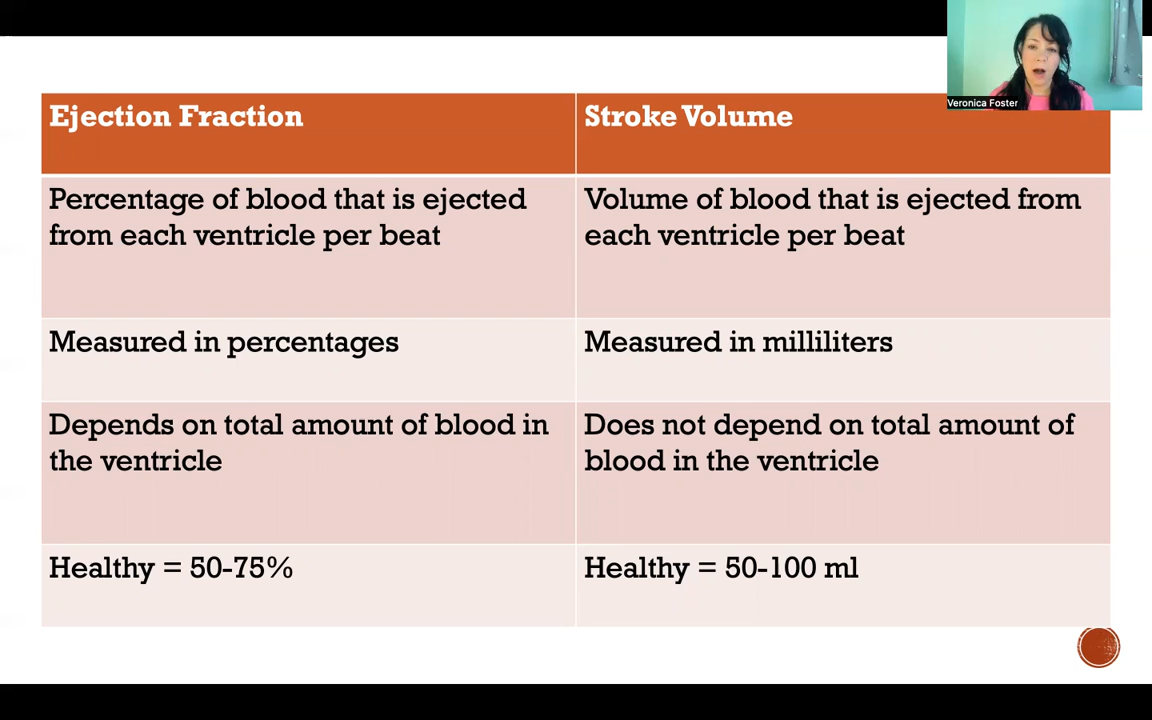 Veronica Foster
Ejection Fraction
Stroke Volume
Percentage of blood that is ejected
from each ventricle per beat
Volume of blood that is ejected from
each ventricle per beat
Measured in percentages
Measured in milliliters
Depends on total amount of blood in
the ventricle
Does not depend on total amount of
blood in the ventricle
Healthy = 50-75%
Healthy = 50-100 ml